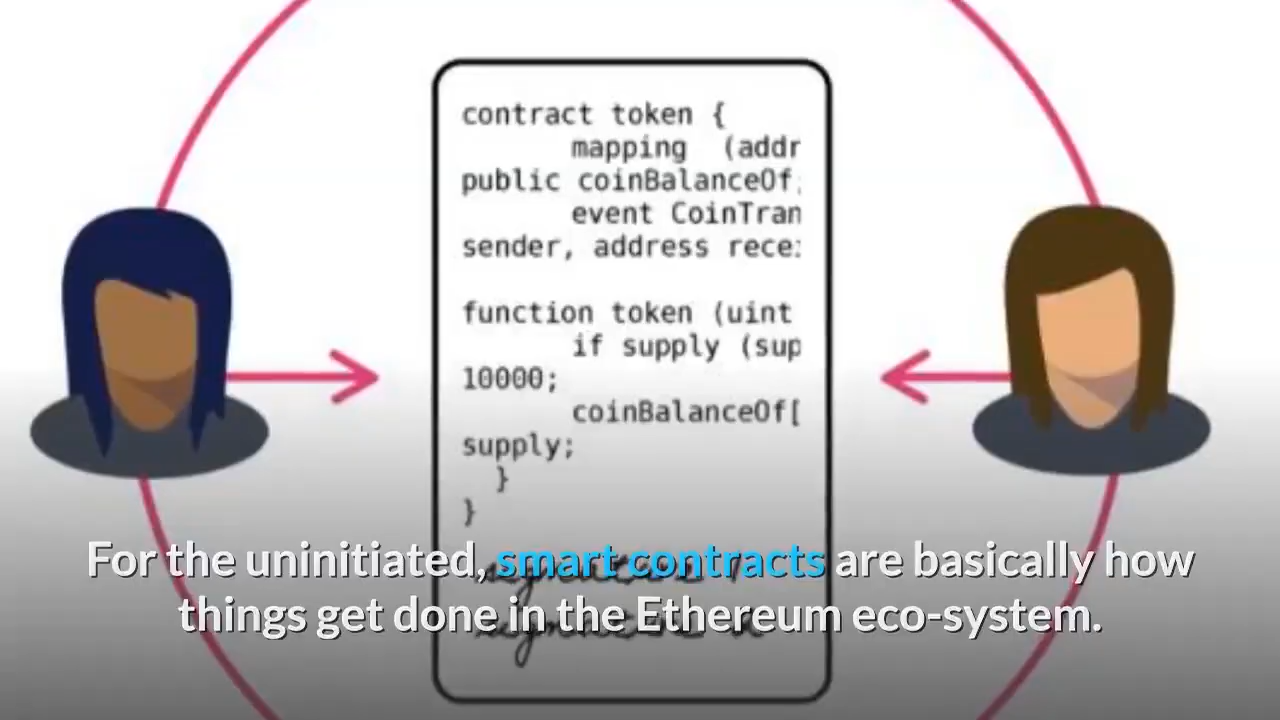 contract token {
mapping (addr
public coinBalanceOf;
event CoinTran
sender, address recei
function token (uint
if supply (sup
10000;
coinBalanceOf[
supply;
}
}
For the uninitiated, smart contracts are basically how
things get done in the Ethereum eco-system.